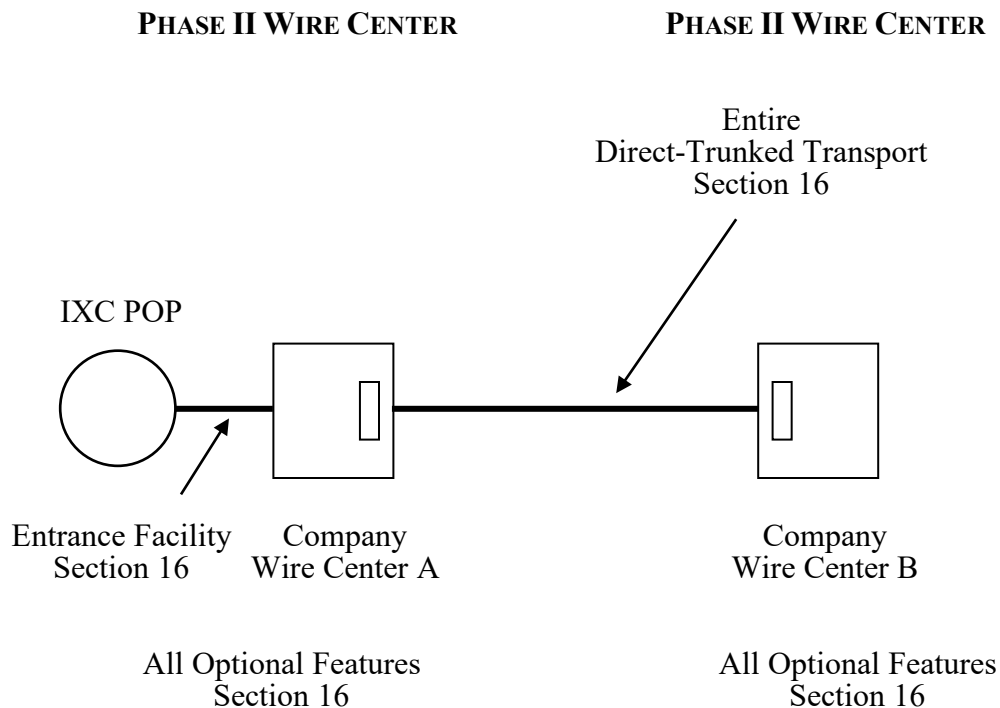 PHASE II WIRE CENTER
PHASE II WIRE CENTER
Entire
Direct-Trunked Transport
Section 16
IXC POP
Entrance Facility
Section 16
Company
Wire Center A
Company
Wire Center B
All Optional Features
Section 16
All Optional Features
Section 16